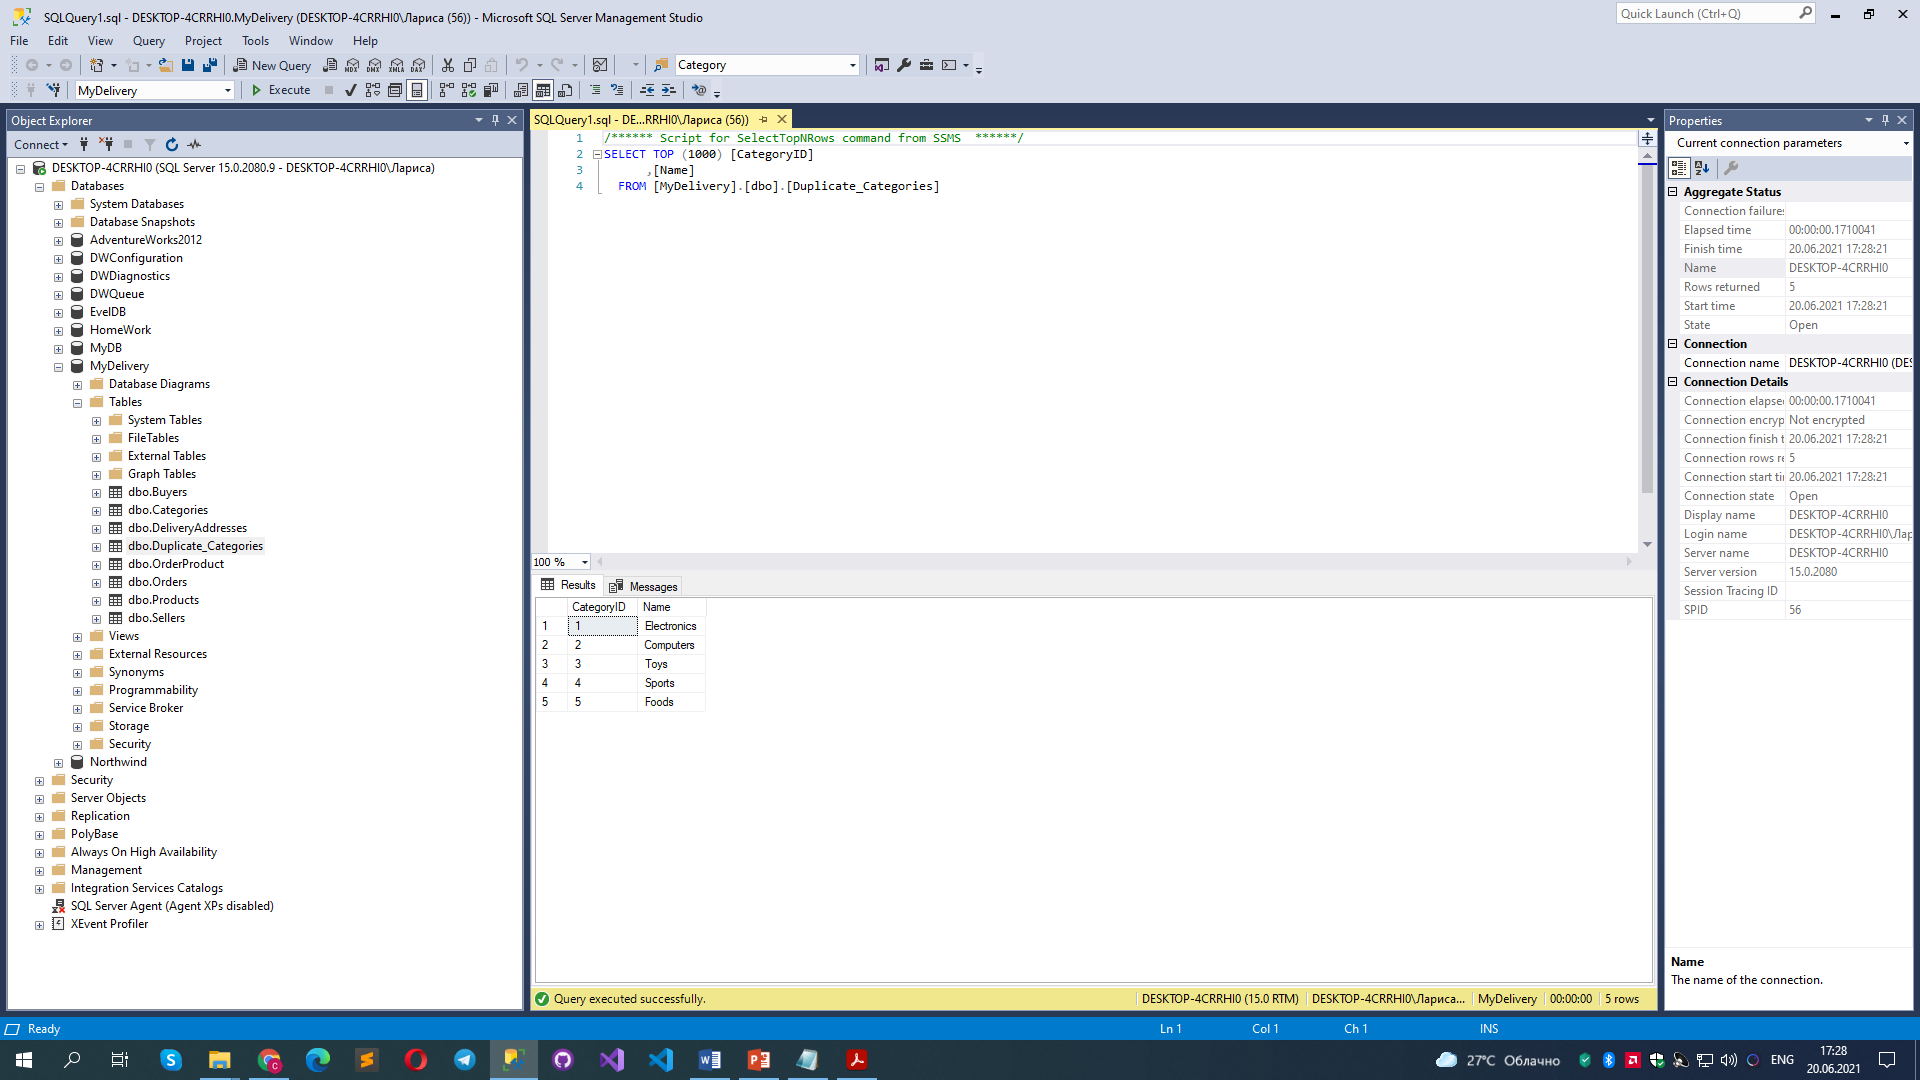 SQLQuery1.sql - DESKTOP-4CRRHI0.MyDelivery (DESKTOP-4CRRHI0\Лариса (56)) - Microsoft SQL Server Management Studio
Quick Launch (Ctrl+Q)
File Edit View Query Project Tools Window Help
New Query
MDX
DMX
XMLA
DAX
Category
MyDelivery
Execute
Object Explorer
Connect
DESKTOP-4CRRHI0 (SQL Server 15.0.2080.9 - DESKTOP-4CRRHI0\Лариса)
Databases
System Databases
Database Snapshots
AdventureWorks2012
DWConfiguration
DWDiagnostics
DWQueue
EvelDB
HomeWork
MyDB
MyDelivery
Database Diagrams
Tables
System Tables
FileTables
External Tables
Graph Tables
dbo.Buyers
dbo.Categories
dbo.DeliveryAddresses
dbo.Duplicate_Categories
dbo.OrderProduct
dbo.Orders
dbo.Products
dbo.Sellers
Views
External Resources
Synonyms
Programmability
Service Broker
Storage
Security
Northwind
Security
Server Objects
Replication
PolyBase
Always On High Availability
Management
Integration Services Catalogs
SQL Server Agent (Agent XPs disabled)
XEvent Profiler
SQLQuery1.sql - DE...RRHI0\Лариса (56))
1 /****** Script for SelectTopNRows command from SSMS ******/
2 SELECT TOP (1000) [CategoryID]
3 ,[Name]
4 FROM [MyDelivery].[dbo].[Duplicate_Categories]
100 %
Results Messages
CategoryID Name
1 1 Electronics
2 2 Computers
3 3 Toys
4 4 Sports
5 5 Foods
Query executed successfully.
DESKTOP-4CRRHI0 (15.0 RTM) DESKTOP-4CRRHI0\Лариса... MyDelivery 00:00:00 5 rows
Properties
Current connection parameters
Aggregate Status
Connection failures
Elapsed time 00:00:00.1710041
Finish time 20.06.2021 17:28:21
Name DESKTOP-4CRRHI0
Rows returned 5
Start time 20.06.2021 17:28:21
State Open
Connection
Connection name DESKTOP-4CRRHI0 (DES
Connection Details
Connection elapse 00:00:00.1710041
Connection encryp Not encrypted
Connection finish t 20.06.2021 17:28:21
Connection rows re 5
Connection start ti 20.06.2021 17:28:21
Connection state Open
Display name DESKTOP-4CRRHI0
Login name DESKTOP-4CRRHI0\Лар
Server name DESKTOP-4CRRHI0
Server version 15.0.2080
Session Tracing ID
SPID 56
Name
The name of the connection.
Ready
Ln 1 Col 1 Ch 1 INS
27°C Облачно
ENG
17:28
20.06.2021